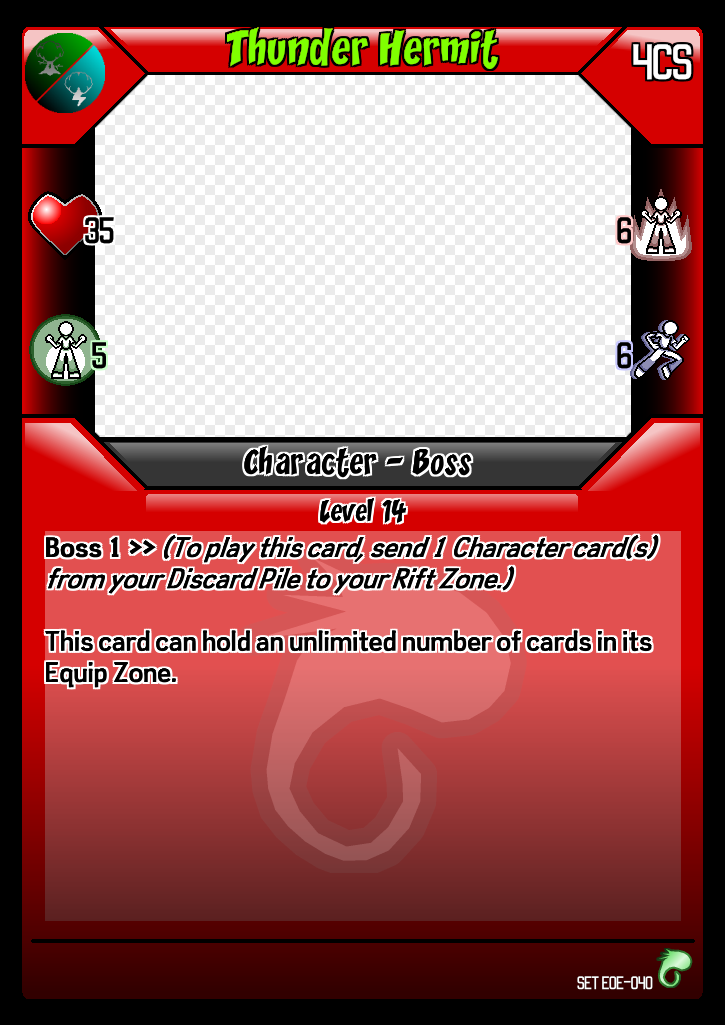 Thunder Hermit
4CS
35
6
5
6
Character - Boss
Level 14
Boss 1 >> (To play this card, send 1 Character card(s)
from your Discard Pile to your Rift Zone.)
This card can hold an unlimited number of cards in its
Equip Zone.
SET EOE-040